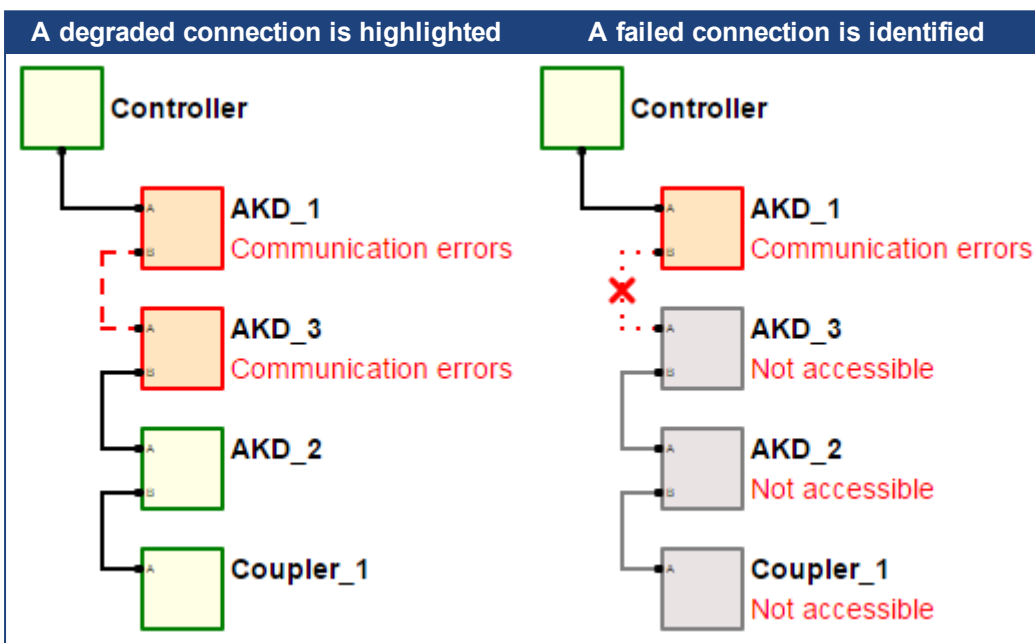 A degraded connection is highlighted
Controller
A
AKD_1
B
Communication errors
A
AKD_3
B
Communication errors
A
AKD_2
B
A
Coupler_1
A failed connection is identified
Controller
A
AKD_1
B
Communication errors
A
AKD_3
B
Not accessible
A
AKD_2
B
Not accessible
A
Coupler_1
Not accessible